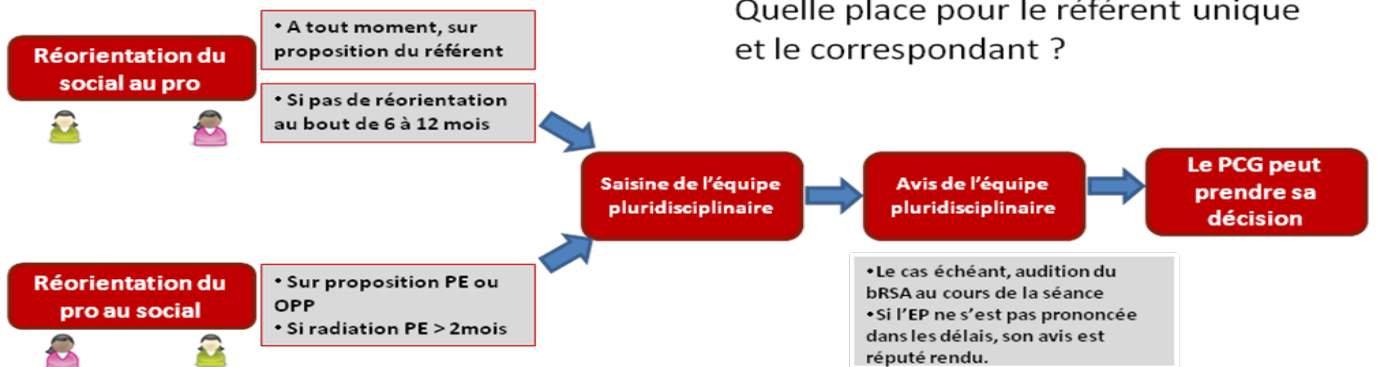 Quelle place pour le référent unique
et le correspondant ?
Réorientation du
social au pro
• A tout moment, sur
proposition du référent
• Si pas de réorientation
au bout de 6 à 12 mois
Saisine de l'équipe
pluridisciplinaire
Avis de l'équipe
pluridisciplinaire
Le PCG peut
prendre sa
décision
Réorientation du
pro au social
• Sur proposition PE ou
OPP
• Si radiation PE > 2mois
•Le cas échéant, audition du
bRSA au cours de la séance
•Si l'EP ne s'est pas prononcée
dans les délais, son avis est
réputé rendu.